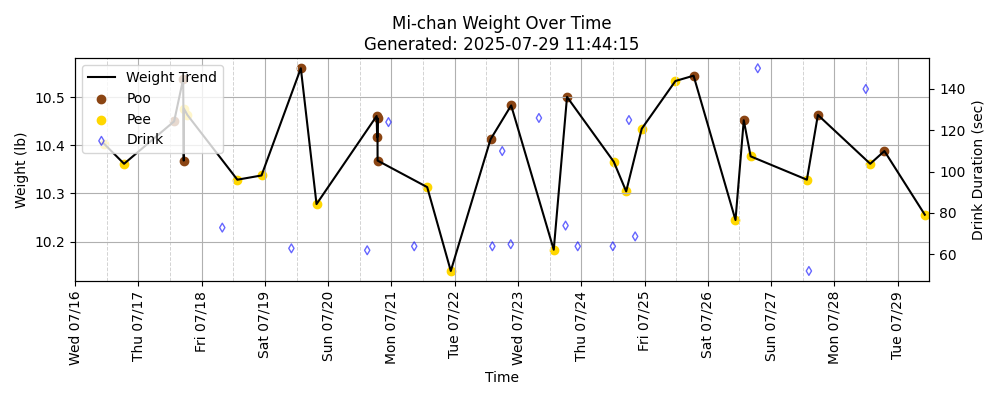 Mi-chan Weight Over Time
Generated: 2025-07-29 11:44:15
Weight Trend
Poo
Pee
Drink
Weight (lb)
10.5
10.4
10.3
10.2
Drink Duration (sec)
140
120
100
80
60
Wed 07/16
Thu 07/17
Fri 07/18
Sat 07/19
Sun 07/20
Mon 07/21
Tue 07/22
Wed 07/23
Thu 07/24
Fri 07/25
Sat 07/26
Sun 07/27
Mon 07/28
Tue 07/29
Time